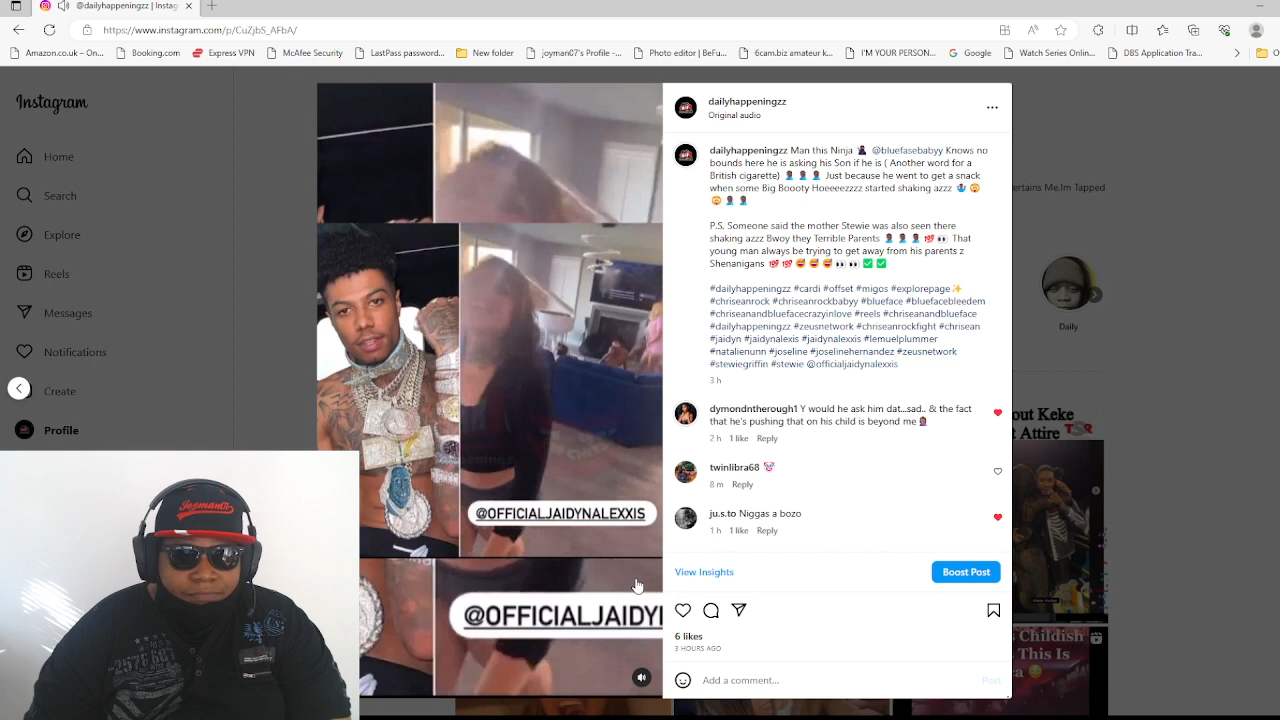 @dailyhappeningzz | Instag
https://www.instagram.com/p/CuZjbS_AFbA/
Amazon.co.uk – On...
Booking.com
Express VPN
McAfee Security
LastPass password...
New folder
joyman07's Profile -...
Photo editor | BeFu...
6cam.biz amateur k...
I'M YOUR PERSON...
Google
Watch Series Onlin...
DBS Application Tra...
Instagram
Home
Search
Explore
Reels
Messages
Notifications
Create
Profile
@OFFICIALJAIDYNALEXXIS
@OFFICIALJAIDYI
dailyhappeningzz
Original audio
dailyhappeningzz Man this Ninja 🥷🏿 @bluefasebabyy Knows no
bounds here he is asking his Son if he is ( Another word for a
British cigarette) 🤦🏿‍♂️ 🤦🏿‍♂️ 🤦🏿‍♂️ Just because he went to get a snack
when some Big Boooty Hoeeeezzzz started shaking azzz 🤷🏿‍♂️ 😳
😳 🤦🏿‍♂️ 🤦🏿‍♂️
P.S, Someone said the mother Stewie was also seen there
shaking azzz Bwoy they Terrible Parents 🤦🏿‍♂️ 🤦🏿‍♂️ 🤦🏿‍♂️ 💯 👀 That
young man always be trying to get away from his parents z
Shenanigans 💯 💯 😅 😅 😅 👀 👀 ✅ ✅
#dailyhappeningzz #cardi #offset #migos #explorepage✨
#chriseanrock #chriseanrockbabyy #blueface #bluefacebleedem
#chriseanandbluefacecrazyinlove #reels #chriseanandblueface
#dailyhappeningzz #zeusnetwork #chriseanrockfight #chrisean
#jaidyn #jaidynalexis #jaidynalexxis #lemuelplummer
#natalienunn #joseline #joselinehernandez #zeusnetwork
#stewiegriffin #stewie @officialjaidynalexxis
3 h
dymondntherough1 Y would he ask him dat...sad.. & the fact
that he's pushing that on his child is beyond me🤦🏽‍♀️
2 h 1 like Reply
twinlibra68 🤡
8 m Reply
ju.s.to Niggas a bozo
1 h 1 like Reply
View Insights
Boost Post
6 likes
3 HOURS AGO
Add a comment...
Post
certains Me.Im Tapped
Daily
out Keke
t Attire
TSR
s Childish
This Is
a
Jopmann